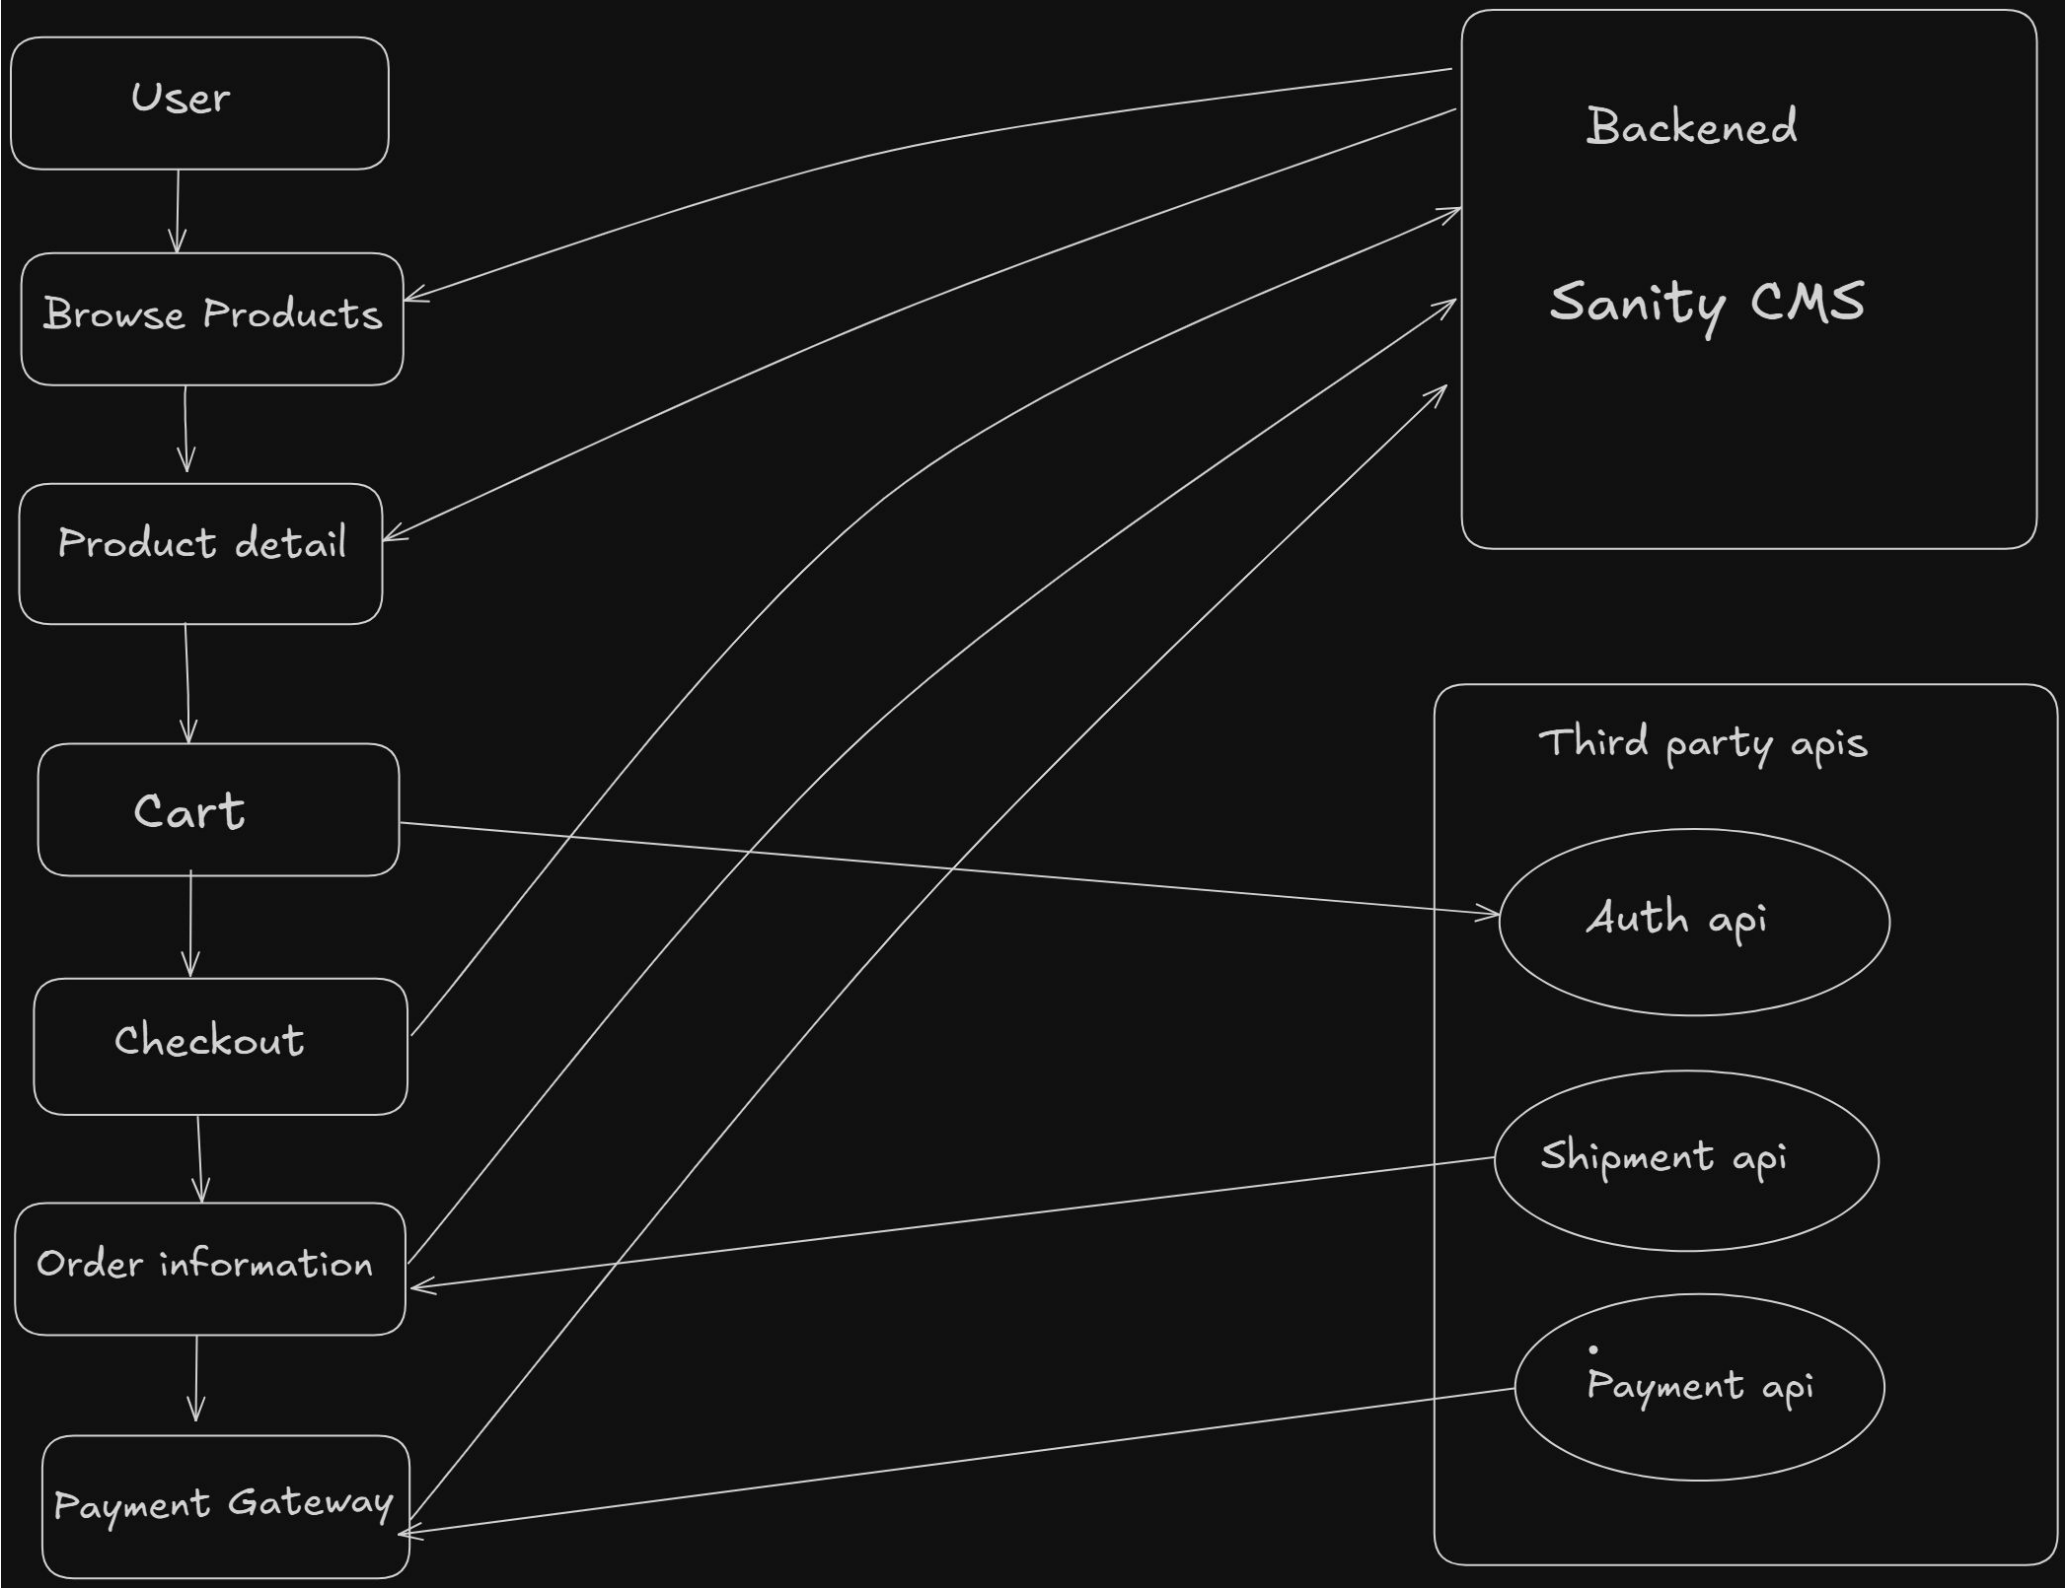 User
Browse Products
Product detail
Cart
Checkout
Order information
Payment Gateway
Backened
Sanity CMS
Third party apis
Auth api
Shipment api
Payment api